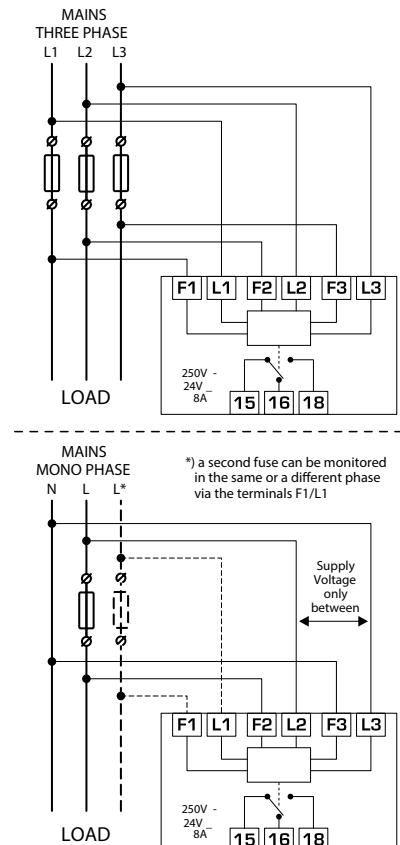 MAINS
THREE PHASE
L1 L2 L3
F1 L1 F2 L2 F3 L3
250V -
24V _
8A
15 16 18
LOAD
MAINS
MONO PHASE
N L L*
*) a second fuse can be monitored
in the same or a different phase
via the terminals F1/L1
Supply
Voltage
only
between
F1 L1 F2 L2 F3 L3
250V -
24V _
8A
15 16 18
LOAD